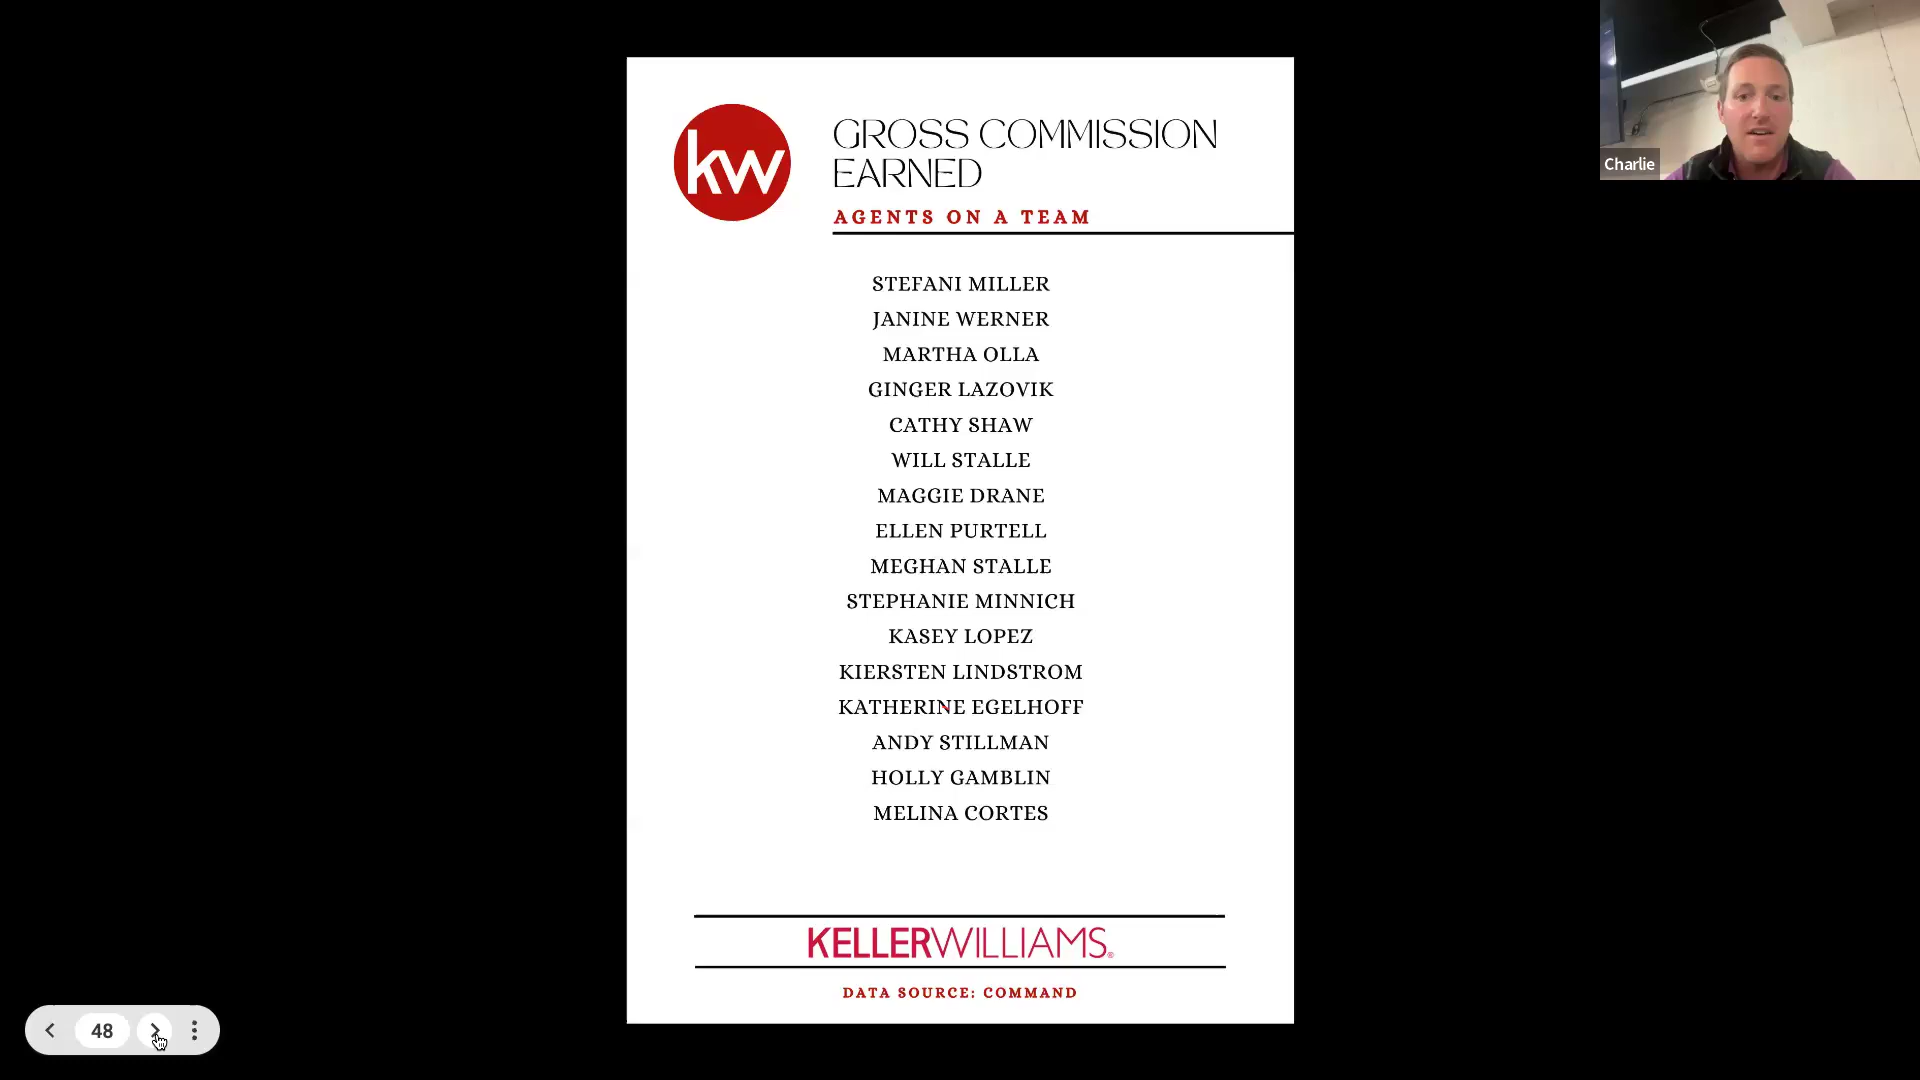 kw
GROSS COMMISSION
EARNED
AGENTS ON A TEAM
STEFANI MILLER
JANINE WERNER
MARTHA OLLA
GINGER LAZOVIK
CATHY SHAW
WILL STALLE
MAGGIE DRANE
ELLEN PURTELL
MEGHAN STALLE
STEPHANIE MINNICH
KASEY LOPEZ
KIERSTEN LINDSTROM
KATHERINE EGELHOFF
ANDY STILLMAN
HOLLY GAMBLIN
MELINA CORTES
KELLERWILLIAMS®
DATA SOURCE: COMMAND
Charlie
48